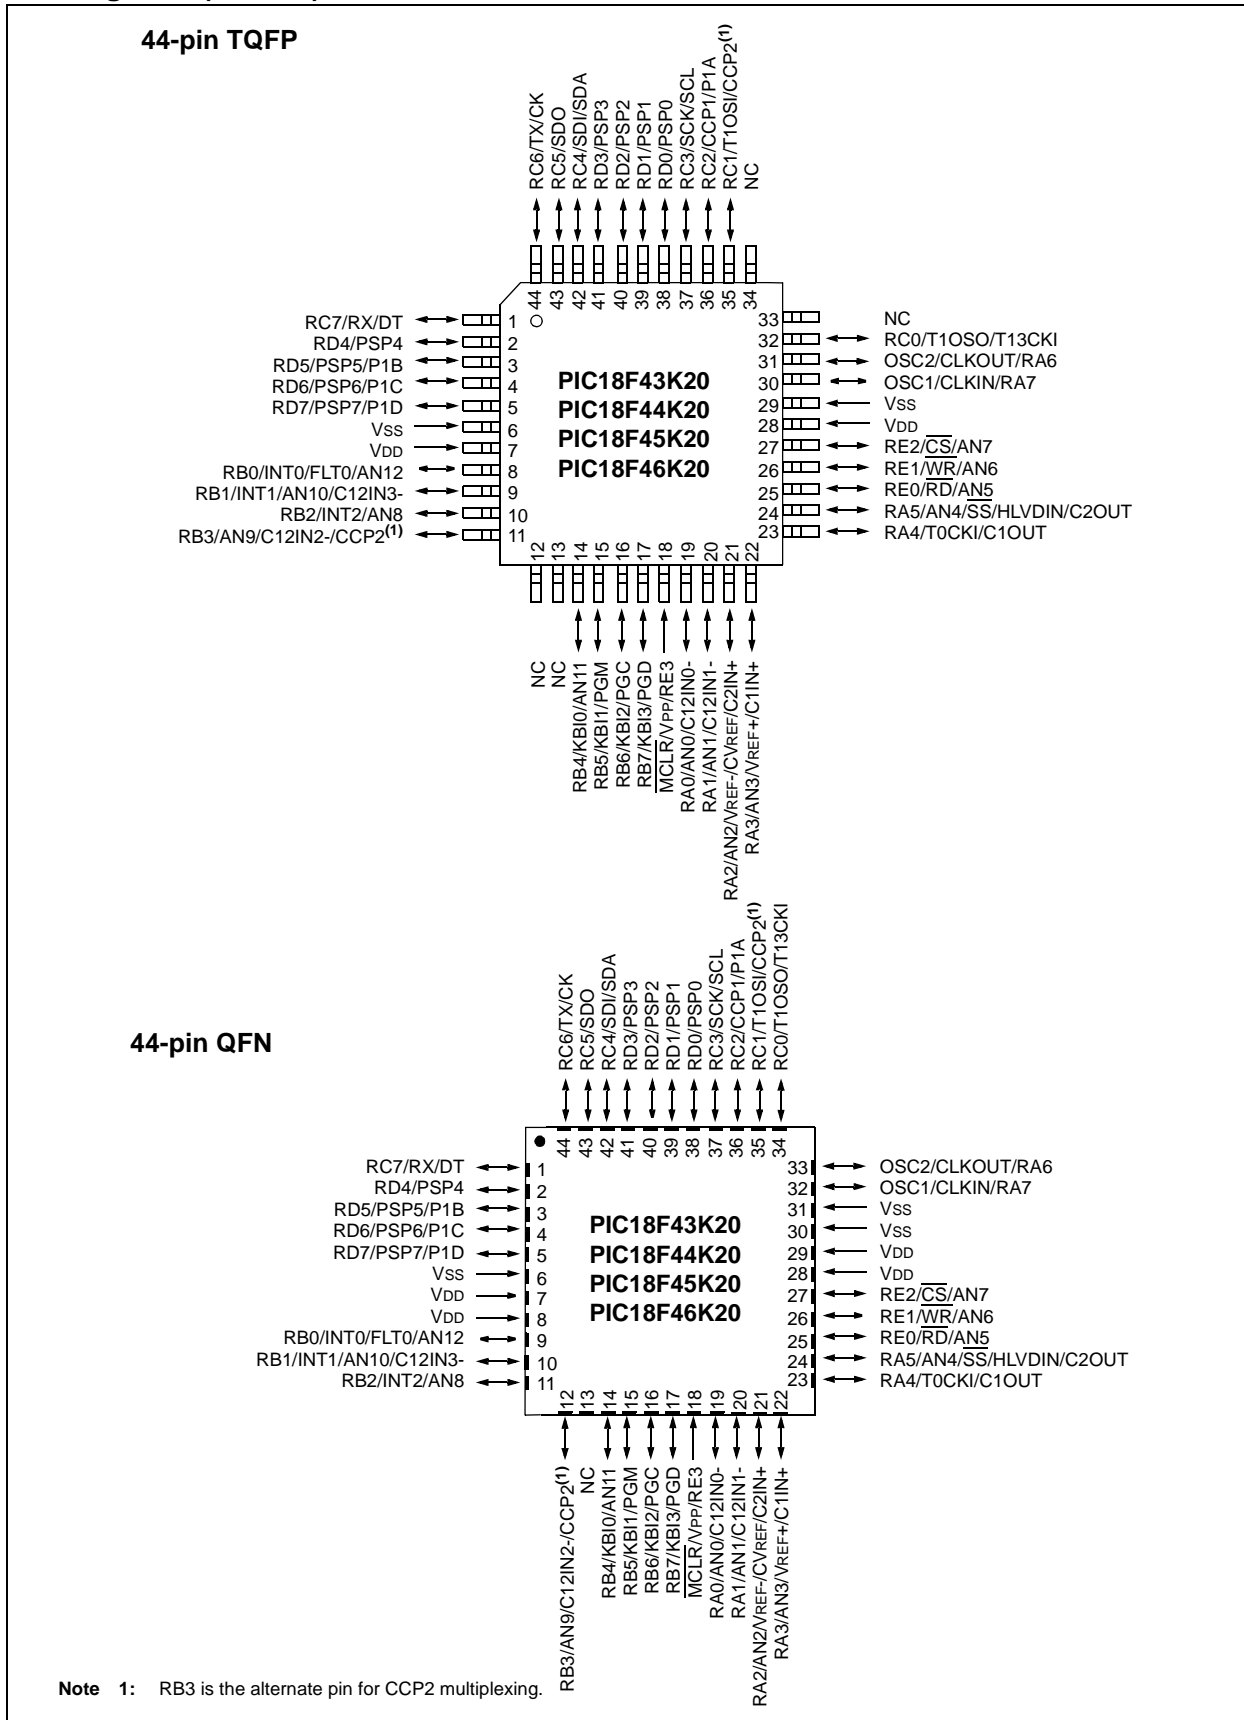 44-pin TQFP
RC6/TX/CK
RC5/SDO
RC4/SDI/SDA
RD3/PSP3
RD2/PSP2
RD1/PSP1
RD0/PSP0
RC3/SCK/SCL
RC2/CCP1/P1A
RC1/T1OSI/CCP2(1)
NC
44
43
42
41
40
39
38
37
36
35
34
RC7/RX/DT 1
RD4/PSP4 2
RD5/PSP5/P1B 3
RD6/PSP6/P1C 4
RD7/PSP7/P1D 5
VSS 6
VDD 7
RB0/INT0/FLT0/AN12 8
RB1/INT1/AN10/C12IN3- 9
RB2/INT2/AN8 10
RB3/AN9/C12IN2-/CCP2(1) 11
PIC18F43K20
PIC18F44K20
PIC18F45K20
PIC18F46K20
33 NC
32 RC0/T1OSO/T13CKI
31 OSC2/CLKOUT/RA6
30 OSC1/CLKIN/RA7
29 VSS
28 VDD
27 RE2/CS/AN7
26 RE1/WR/AN6
25 RE0/RD/AN5
24 RA5/AN4/SS/HLVDIN/C2OUT
23 RA4/T0CKI/C1OUT
12
13
14
15
16
17
18
19
20
21
22
NC
NC
RB4/KBI0/AN11
RB5/KBI1/PGM
RB6/KBI2/PGC
RB7/KBI3/PGD
MCLR/VPP/RE3
RA0/AN0/C12IN0-
RA1/AN1/C12IN1-
RA2/AN2/VREF-/CVREF/C2IN+
RA3/AN3/VREF+/C1IN+
44-pin QFN
RC6/TX/CK
RC5/SDO
RC4/SDI/SDA
RD3/PSP3
RD2/PSP2
RD1/PSP1
RD0/PSP0
RC3/SCK/SCL
RC2/CCP1/P1A
RC1/T1OSI/CCP2(1)
RC0/T1OSO/T13CKI
44
43
42
41
40
39
38
37
36
35
34
RC7/RX/DT 1
RD4/PSP4 2
RD5/PSP5/P1B 3
RD6/PSP6/P1C 4
RD7/PSP7/P1D 5
VSS 6
VDD 7
VDD 8
RB0/INT0/FLT0/AN12 9
RB1/INT1/AN10/C12IN3- 10
RB2/INT2/AN8 11
PIC18F43K20
PIC18F44K20
PIC18F45K20
PIC18F46K20
33 OSC2/CLKOUT/RA6
32 OSC1/CLKIN/RA7
31 VSS
30 VSS
29 VDD
28 VDD
27 RE2/CS/AN7
26 RE1/WR/AN6
25 RE0/RD/AN5
24 RA5/AN4/SS/HLVDIN/C2OUT
23 RA4/T0CKI/C1OUT
12
13
14
15
16
17
18
19
20
21
22
RB3/AN9/C12IN2-/CCP2(1)
NC
RB4/KBI0/AN11
RB5/KBI1/PGM
RB6/KBI2/PGC
RB7/KBI3/PGD
MCLR/VPP/RE3
RA0/AN0/C12IN0-
RA1/AN1/C12IN1-
RA2/AN2/VREF-/CVREF/C2IN+
RA3/AN3/VREF+/C1IN+
Note 1: RB3 is the alternate pin for CCP2 multiplexing.